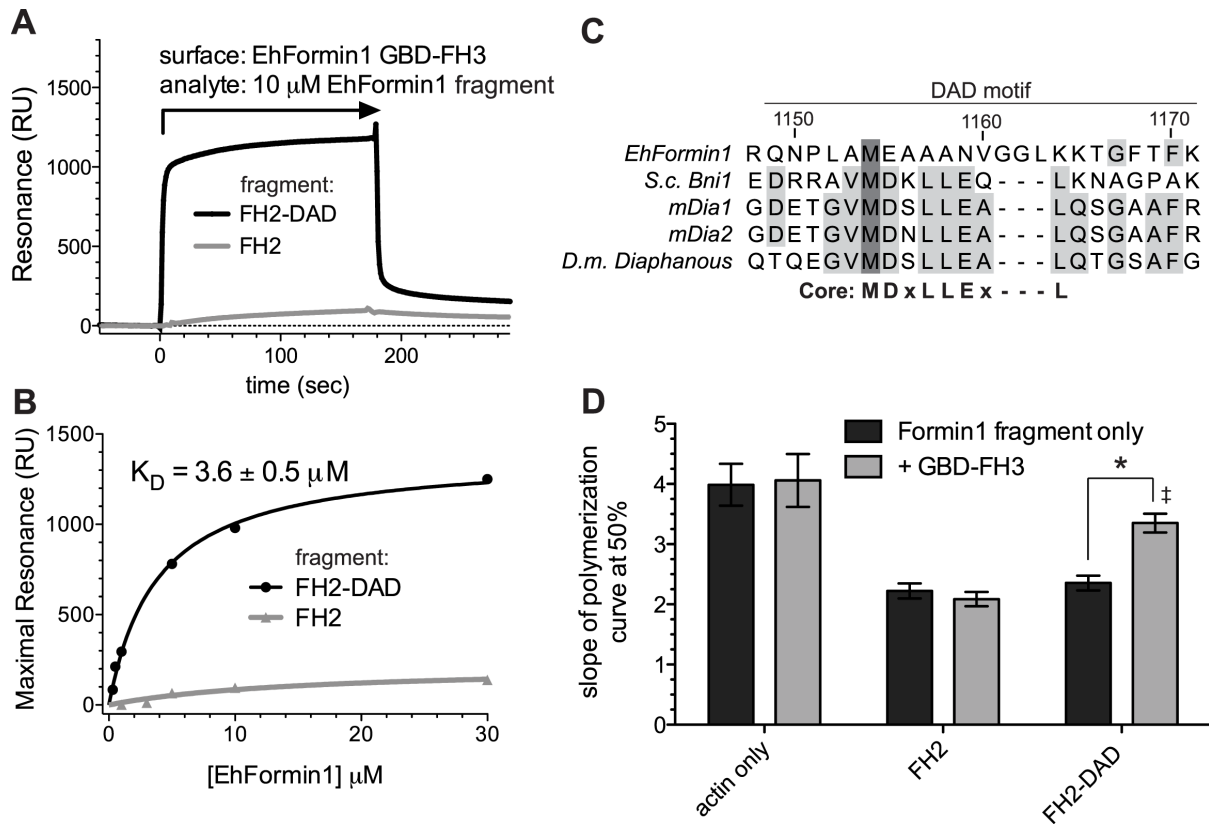 A
surface: EhFormin1 GBD-FH3
analyte: 10 μM EhFormin1 fragment
fragment:
FH2-DAD
FH2
Resonance (RU)
1500
1000
500
0
0
100
200
time (sec)
B
K_D = 3.6 ± 0.5 μM
fragment:
FH2-DAD
FH2
Maximal Resonance (RU)
1500
1000
500
0
0
10
20
30
[EhFormin1] μM
C
DAD motif
1150 1160 1170
EhFormin1 R Q N P L A M E A A A N V G G L K K T G F T F K
S.c. Bni1 E D R R A V M D K L L E Q - - - L K N A G P A K
mDia1 G D E T G V M D S L L E A - - - L Q S G A A F R
mDia2 G D E T G V M D N L L E A - - - L Q S G A A F R
D.m. Diaphanous Q T Q E G V M D S L L E A - - - L Q T G S A F G
Core: M D x L L E x - - - L
D
Formin1 fragment only
+ GBD-FH3
*
‡
slope of polymerization
curve at 50%
5
4
3
2
1
0
actin only
FH2
FH2-DAD